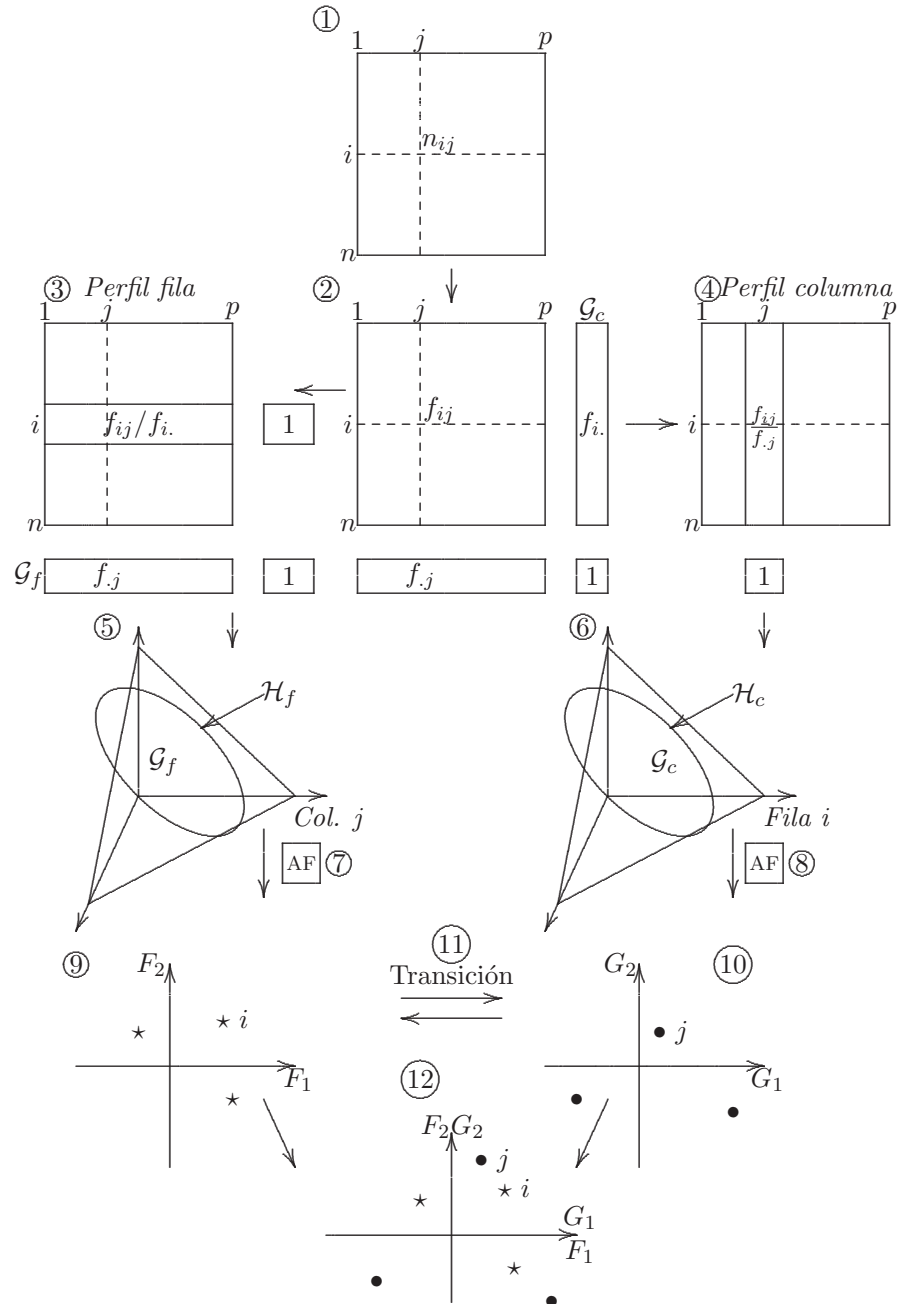 ①
1 j p
n_{ij}
i
n
③ Perfil fila
②
④ Perfil columna
1 j p
1 j p
𝒢_c
1 j p
i f_{ij}/f_{i.} 1
i f_{ij}
f_{i.}
i f_{ij}/f_{.j}
n
n
n
𝒢_f f_{.j} 1 f_{.j} 1 1
⑤
⑥
ℋ_f
ℋ_c
𝒢_f
𝒢_c
Col. j
Fila i
AF ⑦
AF ⑧
⑨
F_2
⑪
Transición
G_2
⑩
⋆ ⋆ i
• j
F_1
G_1
⋆
• •
⑫
F_2G_2
• j
⋆ ⋆ i
G_1
F_1
⋆
• •